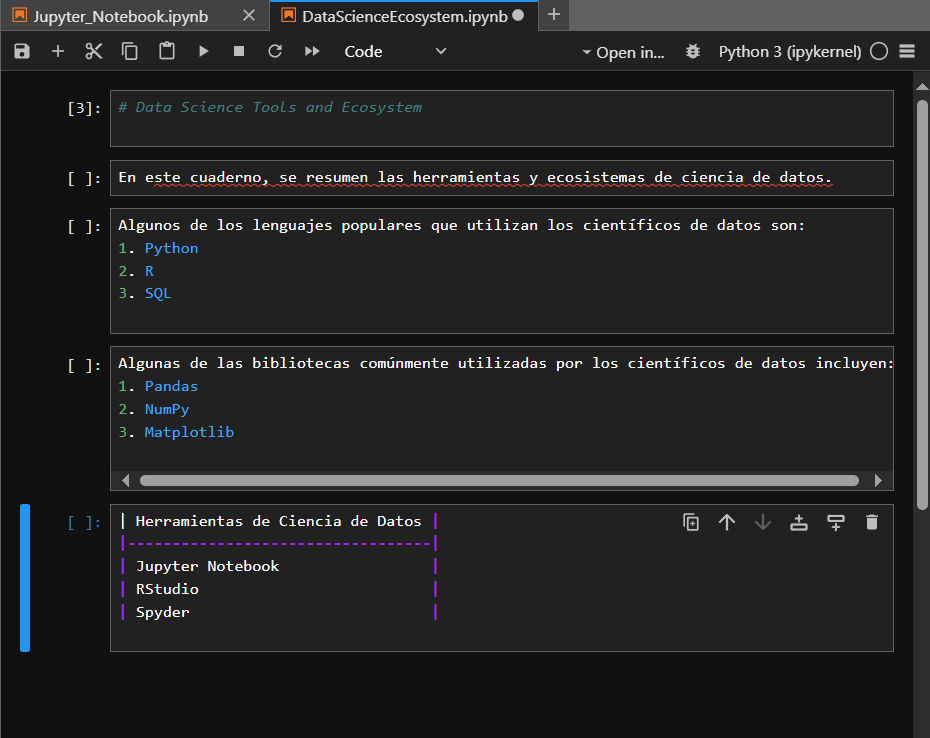 Jupyter_Notebook.ipynb
DataScienceEcosystem.ipynb
Code
Open in...
Python 3 (ipykernel)
[3]:
# Data Science Tools and Ecosystem
[ ]:
En este cuaderno, se resumen las herramientas y ecosistemas de ciencia de datos.
[ ]:
Algunos de los lenguajes populares que utilizan los científicos de datos son:
1. Python
2. R
3. SQL
[ ]:
Algunas de las bibliotecas comúnmente utilizadas por los científicos de datos incluyen:
1. Pandas
2. NumPy
3. Matplotlib
[ ]:
| Herramientas de Ciencia de Datos |
|----------------------------------|
| Jupyter Notebook                 |
| RStudio                          |
| Spyder                           |